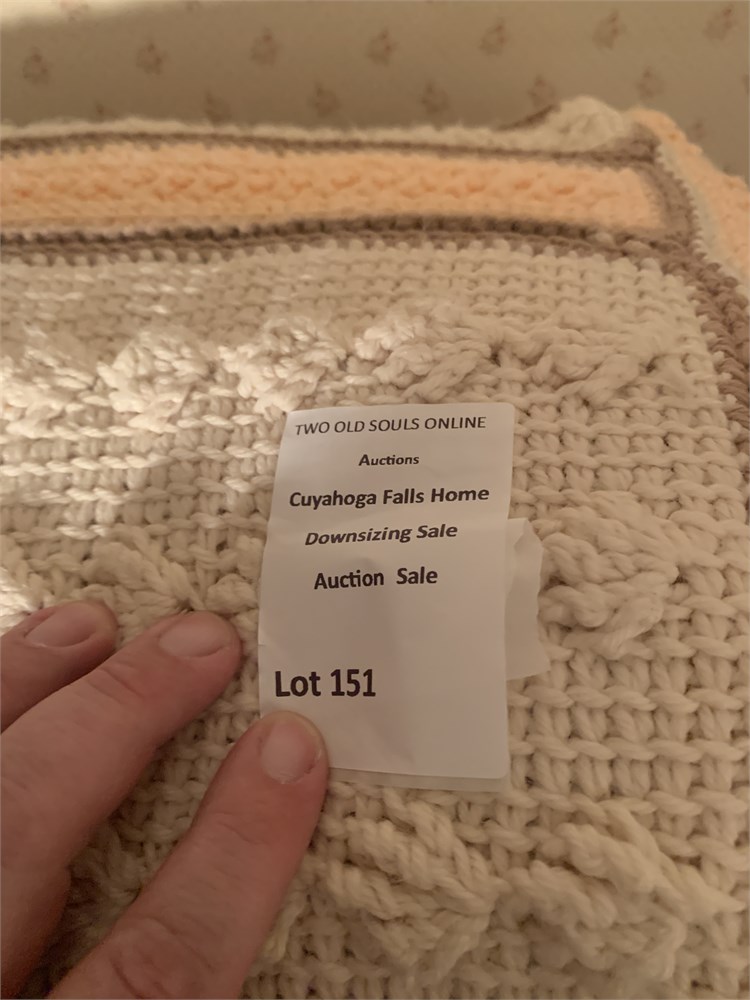 TWO OLD SOULS ONLINE
Auctions
Cuyahoga Falls Home
Downsizing Sale
Auction Sale
Lot 151